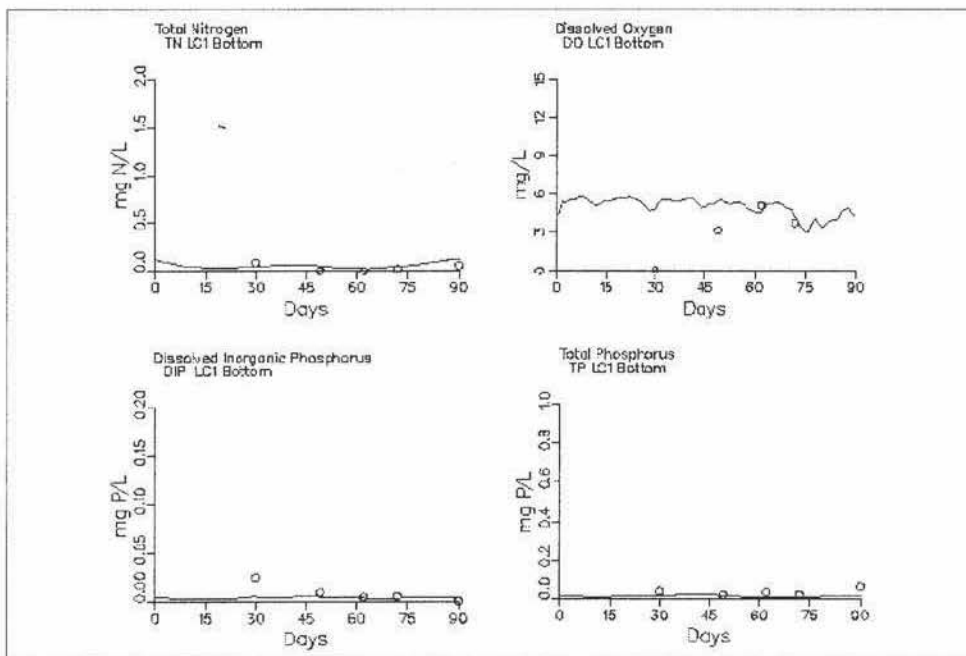 Total Nitrogen
TN LC1 Bottom
mg N/L
2.0
1.5
1.0
0.5
0.0
0 15 30 45 60 75 90
Days
Dissolved Oxygen
DO LC1 Bottom
mg/L
15
12
9
6
3
0
0 15 30 45 60 75 90
Days
Dissolved Inorganic Phosphorus
DIP LC1 Bottom
mg P/L
0.20
0.15
0.10
0.05
0.00
0 15 30 45 60 75 90
Days
Total Phosphorus
TP LC1 Bottom
mg P/L
1.0
0.8
0.6
0.4
0.2
0.0
0 15 30 45 60 75 90
Days